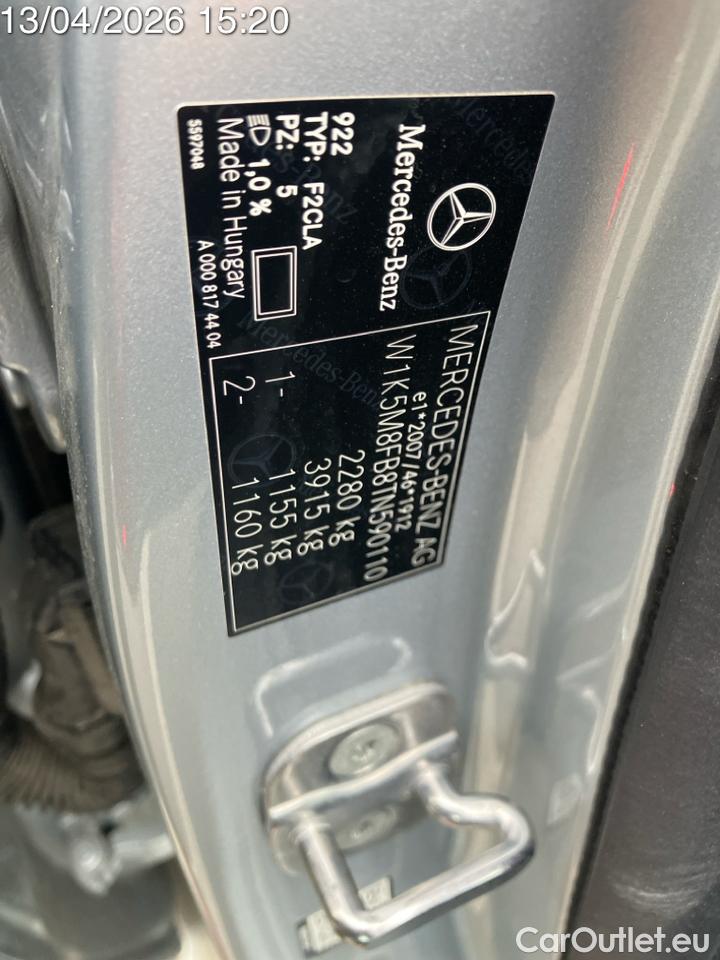 13/04/2026 15:20
Mercedes-Benz
922
TYP: F2CLA
PZ: 5
1,0 %
Made in Hungary
A 000 817 44 04
5597048
MERCEDES-BENZ AG
e1*2007/46*1912
W1K5M8FB8TN590110
2280 kg
3915 kg
1- 1155 kg
2- 1160 kg
CarOutlet.eu